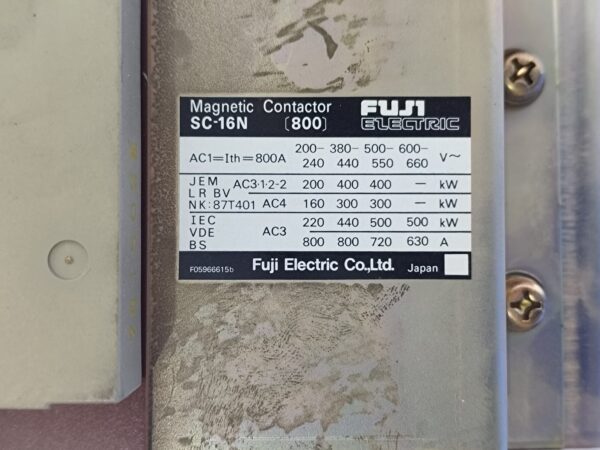 Magnetic Contactor FUJI
SC-16N [800] ELECTRIC
200- 380- 500- 600-
AC1=Ith=800A 240 440 550 660 V~
JEM AC3·1·2-2 200 400 400 — kW
LR BV
NK:87T401 AC4 160 300 300 — kW
IEC 220 440 500 500 kW
VDE AC3
BS 800 800 720 630 A
F05966615b Fuji Electric Co.,Ltd. Japan